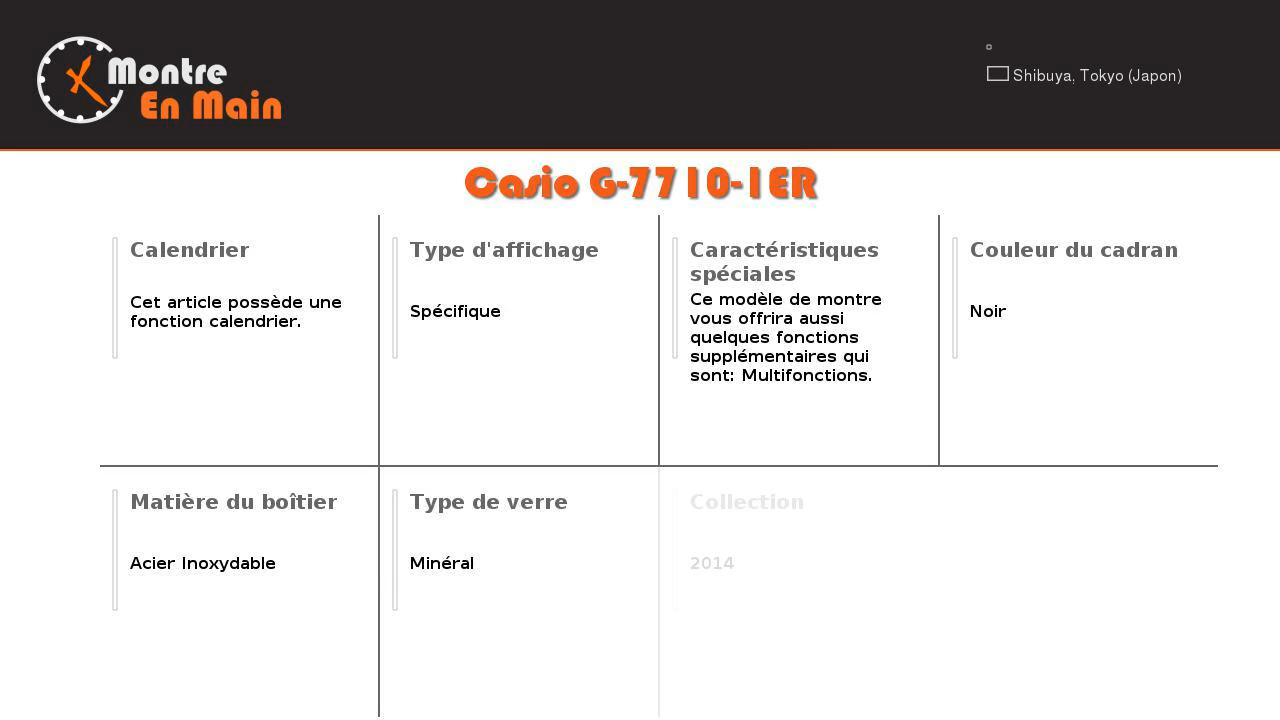 Montre
En Main
Shibuya, Tokyo (Japon)
Casio G-7710-1ER
Calendrier
Cet article possède une
fonction calendrier.
Type d'affichage
Spécifique
Caractéristiques
spéciales
Ce modèle de montre
vous offrira aussi
quelques fonctions
supplémentaires qui
sont: Multifonctions.
Couleur du cadran
Noir
Matière du boîtier
Acier Inoxydable
Type de verre
Minéral
Collection
2014